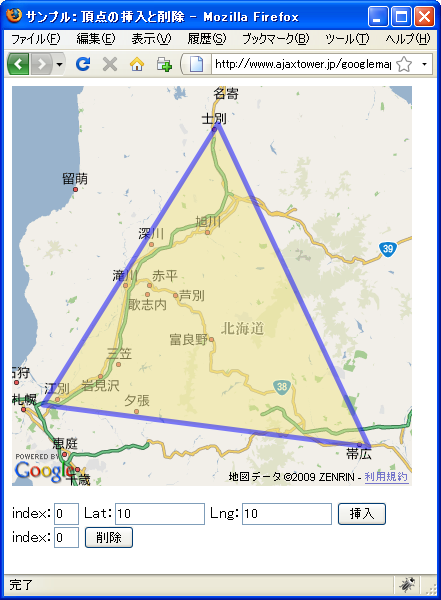 サンプル: 頂点の挿入と削除 - Mozilla Firefox
ファイル(F) 編集(E) 表示(V) 履歴(S) ブックマーク(B) ツール(T) ヘルプ(H)
http://www.ajaxtower.jp/googlemap
名寄
士別
留萌
深川
旭川
39
滝川
赤平
歌志内
芦別
北海道
富良野
三笠
石狩
江別
岩見沢
38
札幌
夕張
恵庭
帯広
POWERED BY
Google
千歳
地図データ ©2009 ZENRIN - 利用規約
index: 0 Lat: 10 Lng: 10 挿入
index: 0 削除
完了